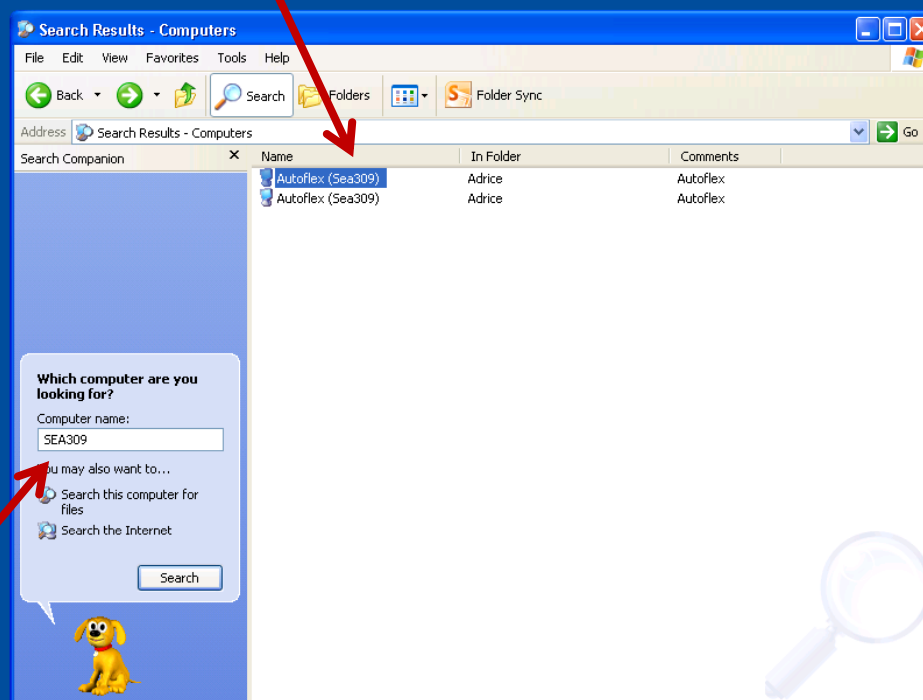 Search Results - Computers
File Edit View Favorites Tools Help
Back Search Folders Folder Sync
Address Search Results - Computers Go
Search Companion Name In Folder Comments
Autoflex (Sea309) Adrice Autoflex
Autoflex (Sea309) Adrice Autoflex
Which computer are you
looking for?
Computer name:
SEA309
You may also want to...
Search this computer for
files
Search the Internet
Search